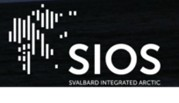 SIOS
SVALBARD INTEGRATED ARCTIC